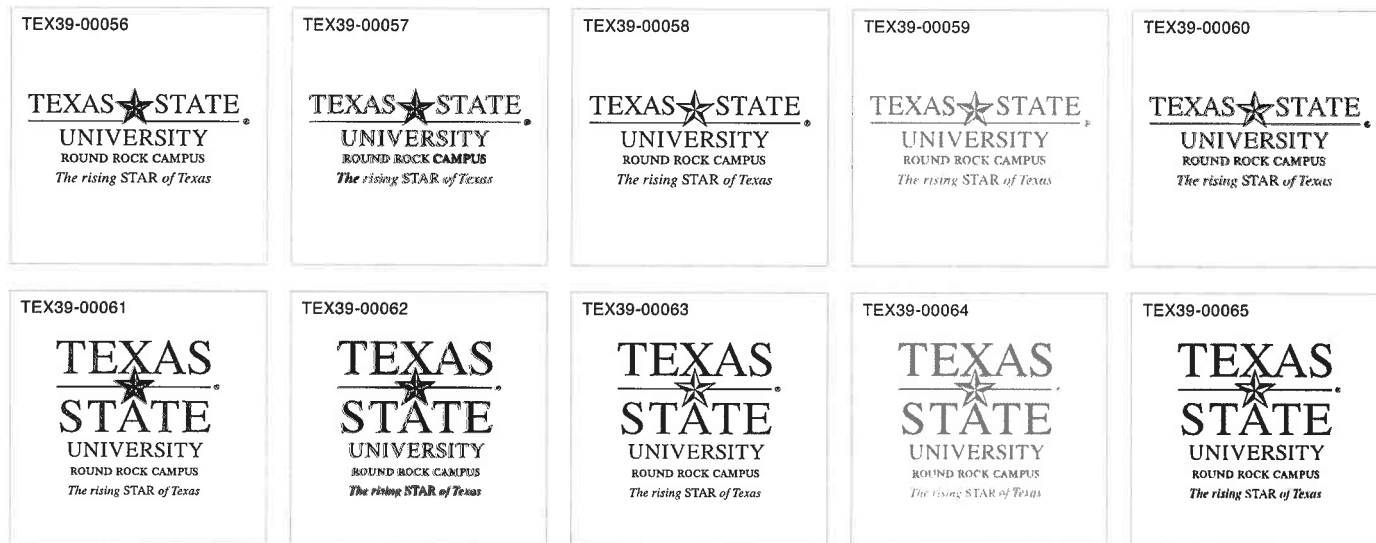 TEX39-00056
TEXAS STATE
®
UNIVERSITY
ROUND ROCK CAMPUS
The rising STAR of Texas
TEX39-00057
TEXAS STATE
®
UNIVERSITY
ROUND ROCK CAMPUS
The rising STAR of Texas
TEX39-00058
TEXAS STATE
®
UNIVERSITY
ROUND ROCK CAMPUS
The rising STAR of Texas
TEX39-00059
TEXAS STATE
UNIVERSITY
ROUND ROCK CAMPUS
The rising STAR of Texas
TEX39-00060
TEXAS STATE
®
UNIVERSITY
ROUND ROCK CAMPUS
The rising STAR of Texas
TEX39-00061
TEXAS
®
STATE
UNIVERSITY
ROUND ROCK CAMPUS
The rising STAR of Texas
TEX39-00062
TEXAS
®
STATE
UNIVERSITY
ROUND ROCK CAMPUS
The rising STAR of Texas
TEX39-00063
TEXAS
®
STATE
UNIVERSITY
ROUND ROCK CAMPUS
The rising STAR of Texas
TEX39-00064
TEXAS
STATE
UNIVERSITY
ROUND ROCK CAMPUS
The rising STAR of Texas
TEX39-00065
TEXAS
®
STATE
UNIVERSITY
ROUND ROCK CAMPUS
The rising STAR of Texas